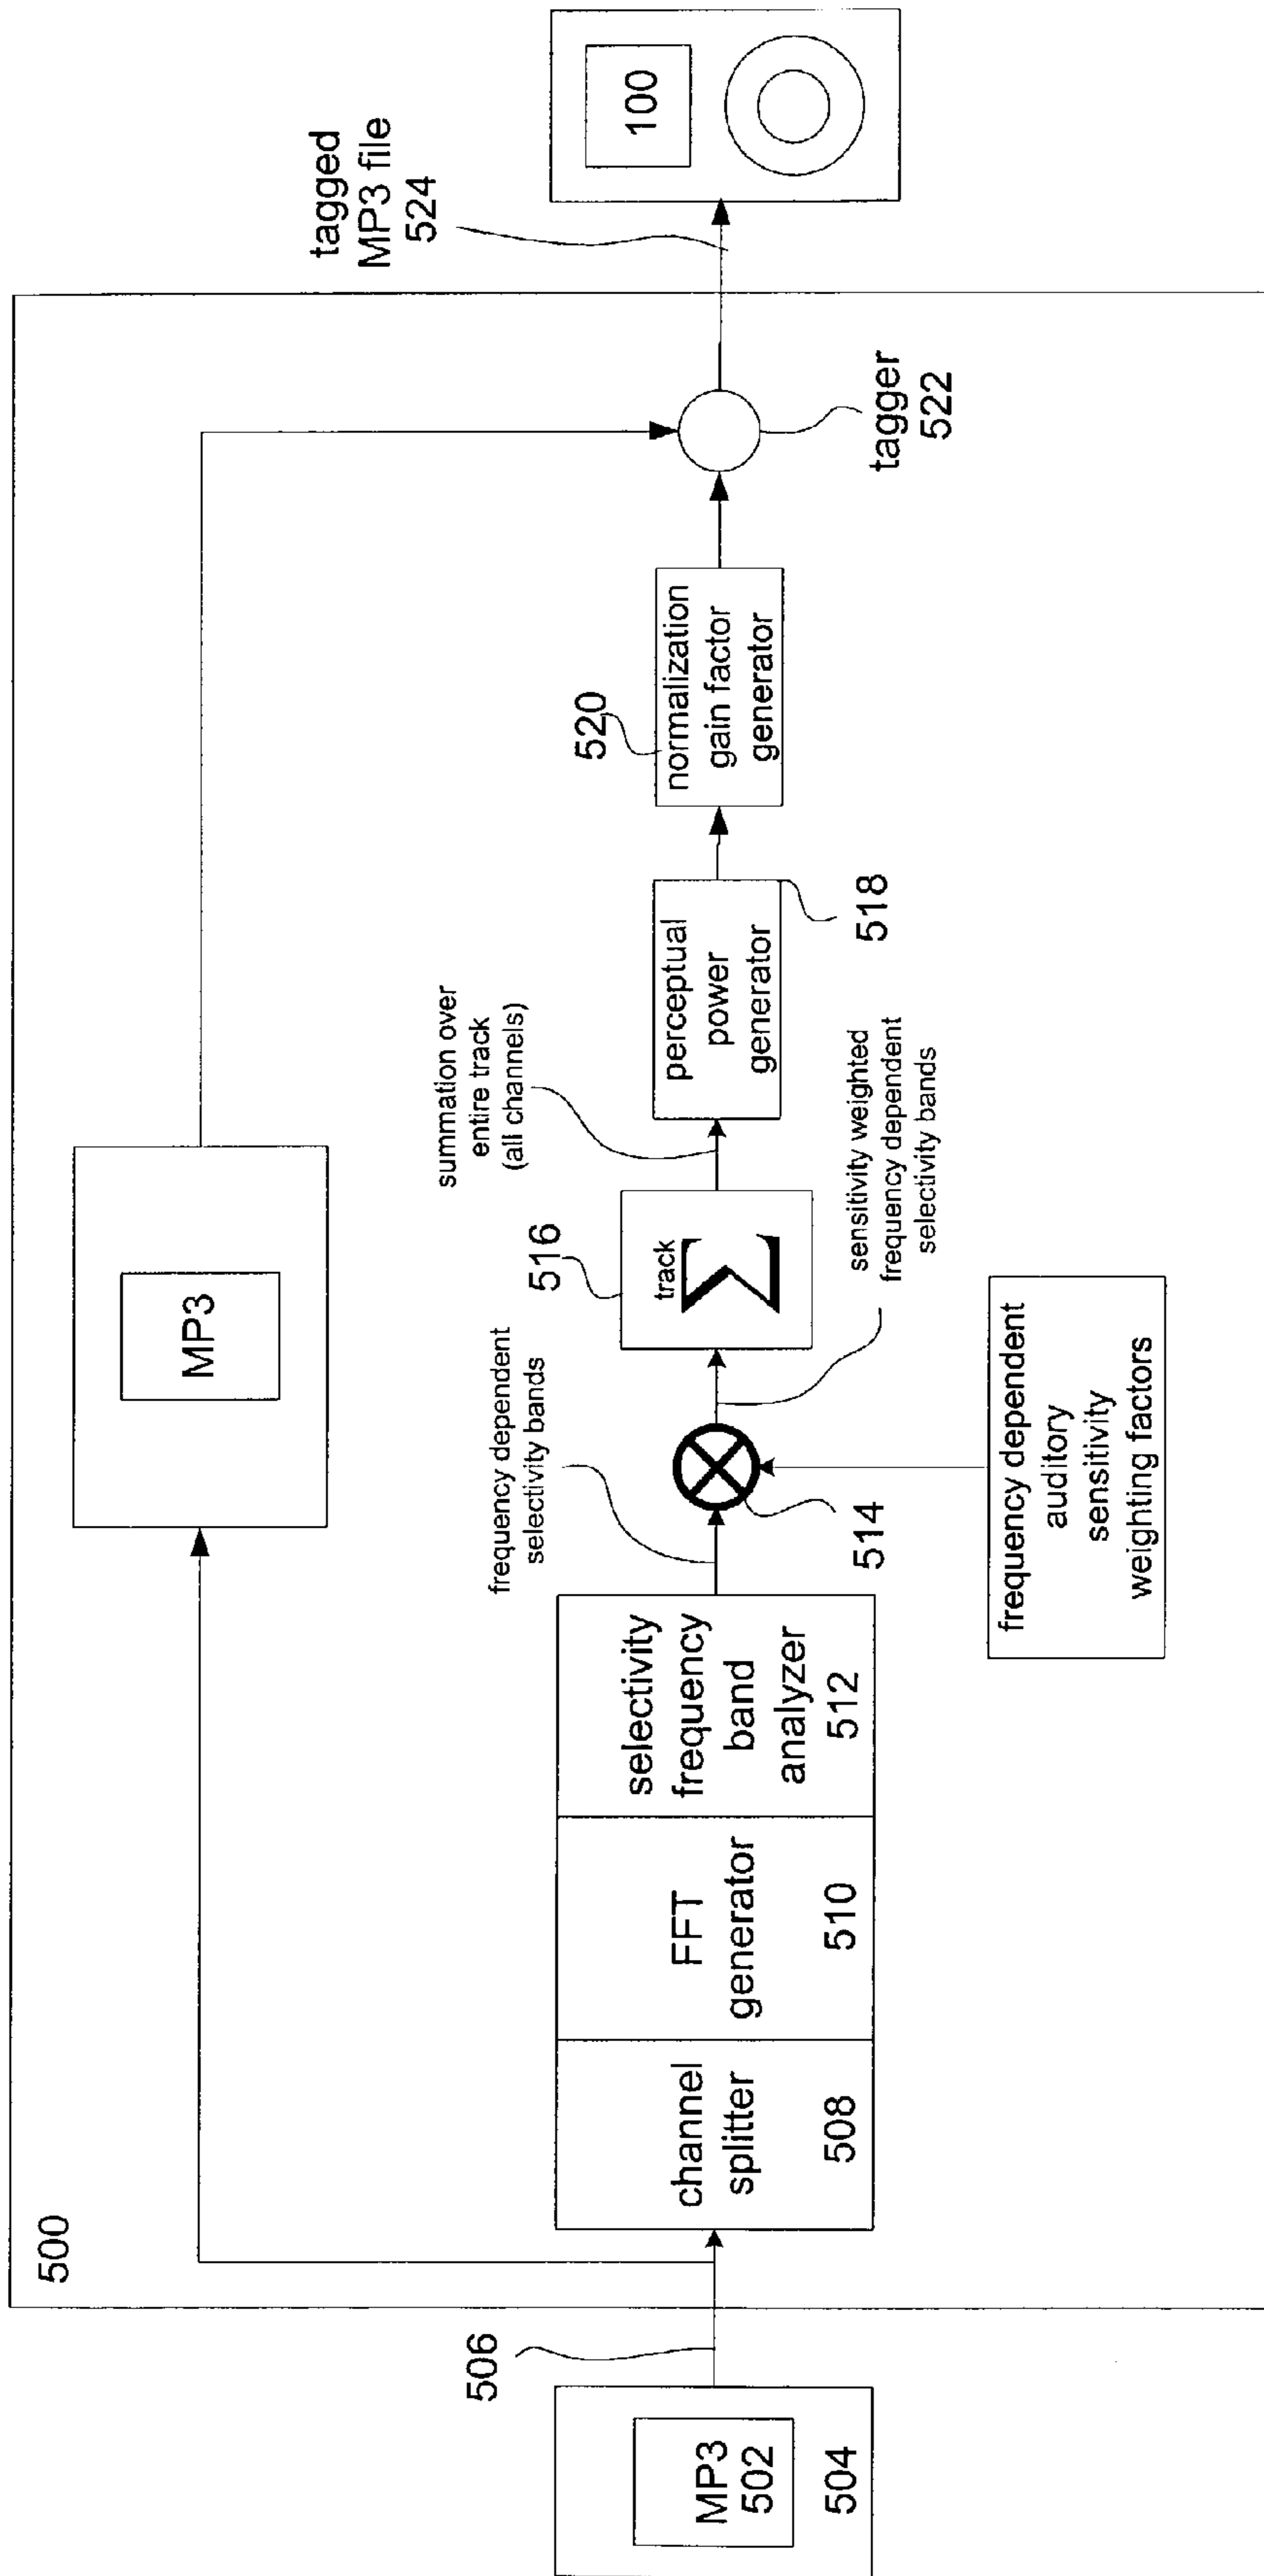 500
MP3
502
504
506
channel
splitter
508
FFT
generator
510
selectivity
frequency
band
analyzer
512
frequency dependent
selectivity bands
514
frequency dependent
auditory
sensitivity
weighting factors
sensitivity weighted
frequency dependent
selectivity bands
516
track
Σ
summation over
entire track
(all channels)
perceptual
power
generator
518
520
normalization
gain factor
generator
MP3
tagger
522
tagged
MP3 file
524
100